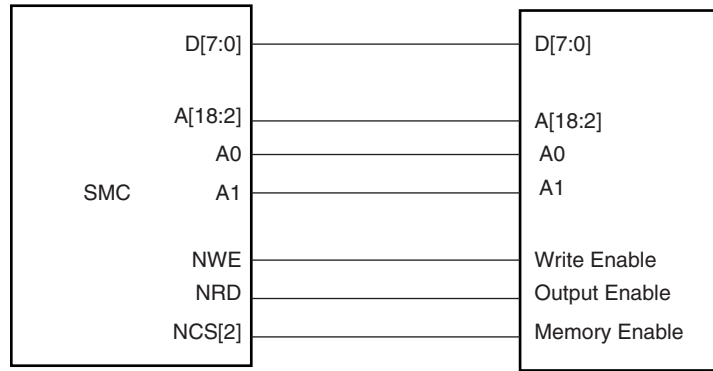 D[7:0] D[7:0]
A[18:2] A[18:2]
A0 A0
SMC A1 A1
NWE Write Enable
NRD Output Enable
NCS[2] Memory Enable